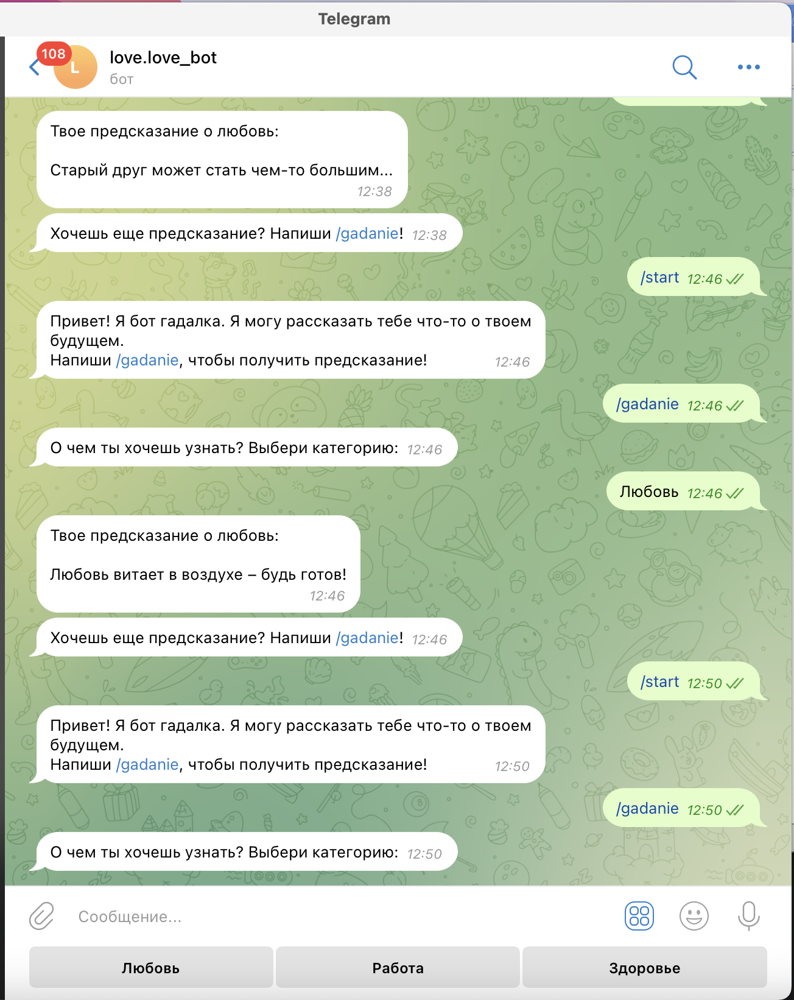 Telegram
108
L
love.love_bot
бот
Твое предсказание о любовь:
Старый друг может стать чем-то большим...
12:38
Хочешь еще предсказание? Напиши /gadanie! 12:38
/start 12:46
Привет! Я бот гадалка. Я могу рассказать тебе что-то о твоем
будущем.
Напиши /gadanie, чтобы получить предсказание! 12:46
/gadanie 12:46
О чем ты хочешь узнать? Выбери категорию: 12:46
Любовь 12:46
Твое предсказание о любовь:
Любовь витает в воздухе – будь готов!
12:46
Хочешь еще предсказание? Напиши /gadanie! 12:46
/start 12:50
Привет! Я бот гадалка. Я могу рассказать тебе что-то о твоем
будущем.
Напиши /gadanie, чтобы получить предсказание! 12:50
/gadanie 12:50
О чем ты хочешь узнать? Выбери категорию: 12:50
Сообщение...
Любовь Работа Здоровье